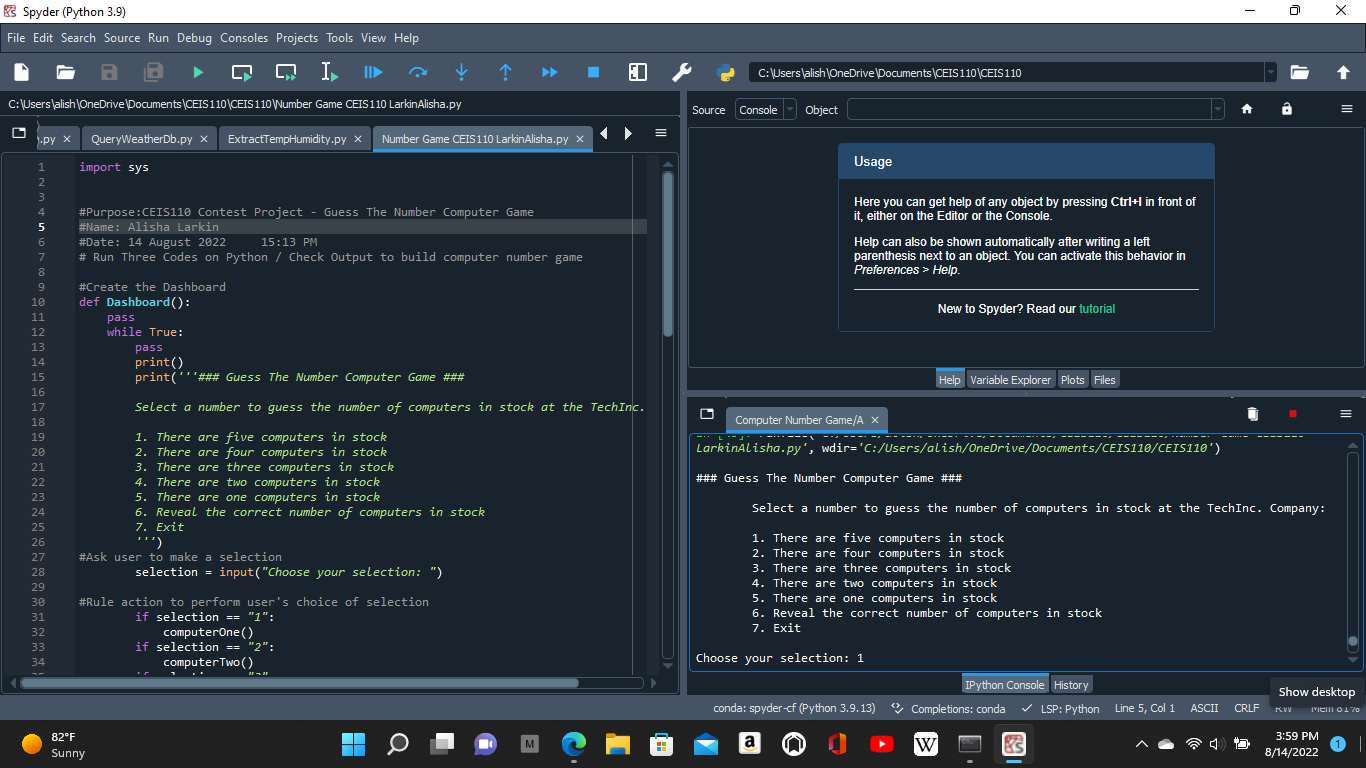 Spyder (Python 3.9)
File Edit Search Source Run Debug Consoles Projects Tools View Help
C:\Users\alish\OneDrive\Documents\CEIS110\CEIS110
C:\Users\alish\OneDrive\Documents\CEIS110\CEIS110\Number Game CEIS110 LarkinAlisha.py
.py QueryWeatherDb.py ExtractTempHumidity.py Number Game CEIS110 LarkinAlisha.py
1 import sys
2
3
4 #Purpose:CEIS110 Contest Project - Guess The Number Computer Game
5 #Name: Alisha Larkin
6 #Date: 14 August 2022 15:13 PM
7 # Run Three Codes on Python / Check Output to build computer number game
8
9 #Create the Dashboard
10 def Dashboard():
11 pass
12 while True:
13 pass
14 print()
15 print('''### Guess The Number Computer Game ###
16
17 Select a number to guess the number of computers in stock at the TechInc.
18
19 1. There are five computers in stock
20 2. There are four computers in stock
21 3. There are three computers in stock
22 4. There are two computers in stock
23 5. There are one computers in stock
24 6. Reveal the correct number of computers in stock
25 7. Exit
26 ''')
27 #Ask user to make a selection
28 selection = input("Choose your selection: ")
29
30 #Rule action to perform user's choice of selection
31 if selection == "1":
32 computerOne()
33 if selection == "2":
34 computerTwo()
Source Console Object
Usage
Here you can get help of any object by pressing Ctrl+I in front of
it, either on the Editor or the Console.
Help can also be shown automatically after writing a left
parenthesis next to an object. You can activate this behavior in
Preferences > Help.
New to Spyder? Read our tutorial
Help Variable Explorer Plots Files
Computer Number Game/A
LarkinAlisha.py', wdir='C:/Users/alish/OneDrive/Documents/CEIS110/CEIS110')
### Guess The Number Computer Game ###
Select a number to guess the number of computers in stock at the TechInc. Company:
1. There are five computers in stock
2. There are four computers in stock
3. There are three computers in stock
4. There are two computers in stock
5. There are one computers in stock
6. Reveal the correct number of computers in stock
7. Exit
Choose your selection: 1
IPython Console History
Show desktop
conda: spyder-cf (Python 3.9.13) Completions: conda LSP: Python Line 5, Col 1 ASCII CRLF RW Mem 81%
82°F
Sunny
M
a
W
3:59 PM
8/14/2022
1